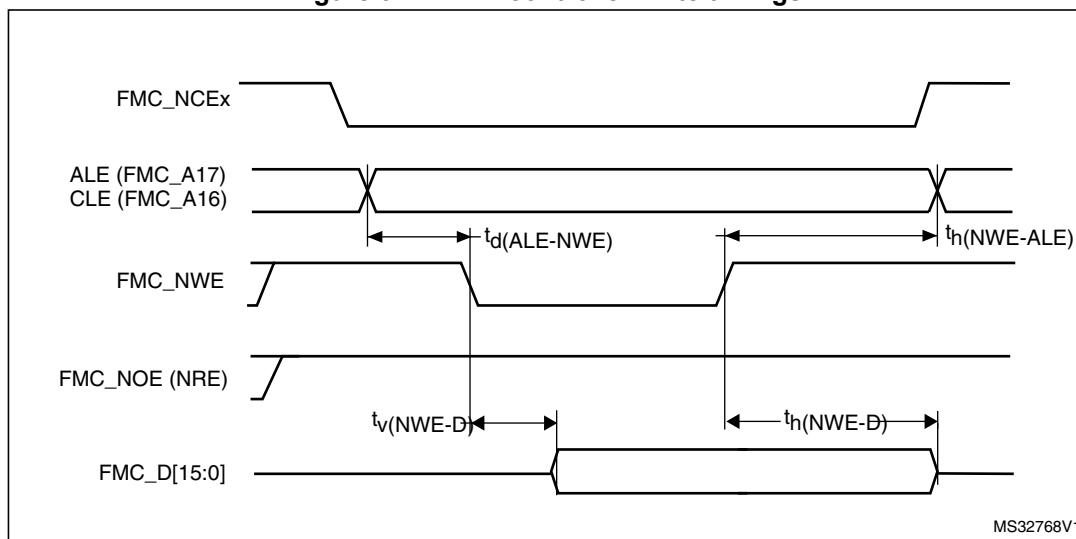 FMC_NCEx
ALE (FMC_A17)
CLE (FMC_A16)
td(ALE-NWE)
th(NWE-ALE)
FMC_NWE
FMC_NOE (NRE)
tv(NWE-D)
th(NWE-D)
FMC_D[15:0]
MS32768V1